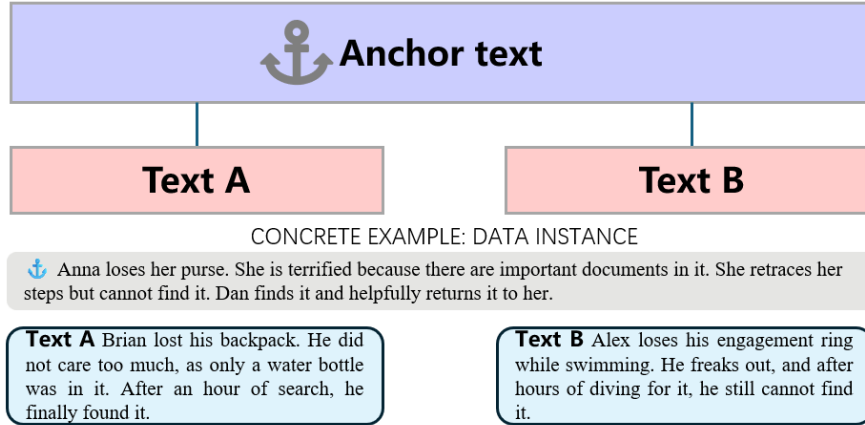 Anchor text
Text A
Text B
CONCRETE EXAMPLE: DATA INSTANCE
Anna loses her purse. She is terrified because there are important documents in it. She retraces her
steps but cannot find it. Dan finds it and helpfully returns it to her.
Text A Brian lost his backpack. He did
not care too much, as only a water bottle
was in it. After an hour of search, he
finally found it.
Text B Alex loses his engagement ring
while swimming. He freaks out, and after
hours of diving for it, he still cannot find
it.